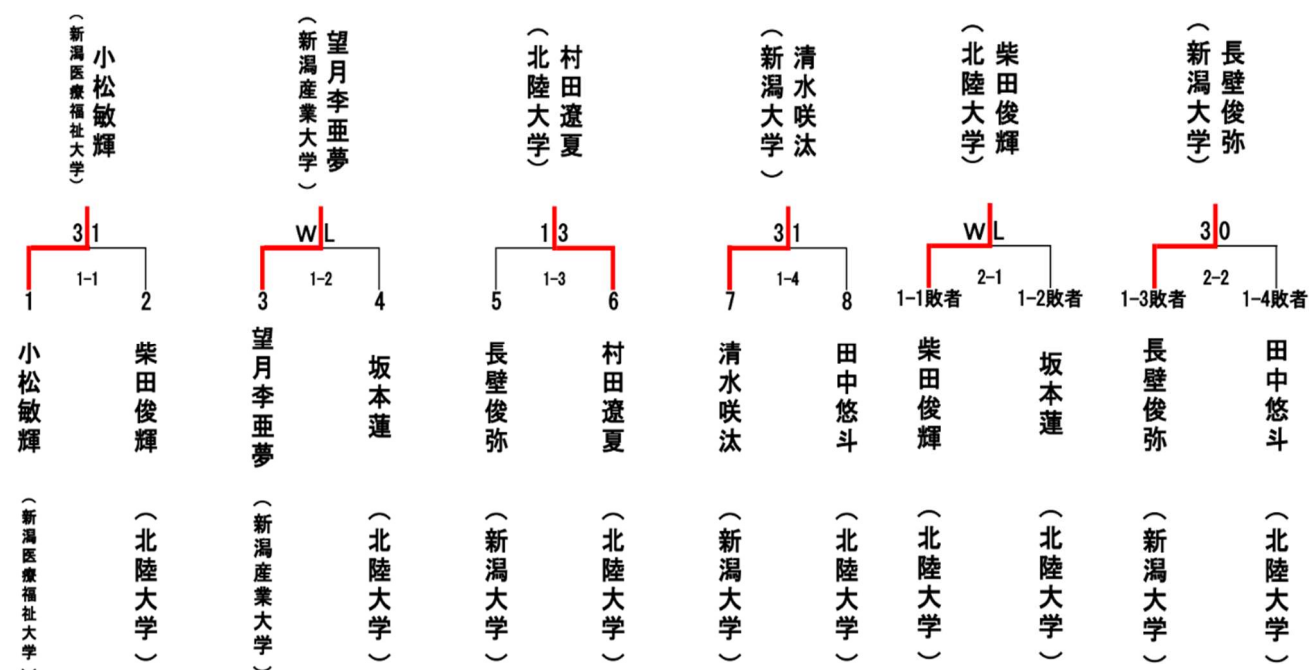 小松敏輝
（新潟医療福祉大学）
望月李亜夢
（新潟産業大学）
村田遼夏
（北陸大学）
清水咲汰
（新潟大学）
柴田俊輝
（北陸大学）
長壁俊弥
（新潟大学）
3 1
W L
1 3
3 1
W L
3 0
1-1
1-2
1-3
1-4
2-1
2-2
1
2
3
4
5
6
7
8
1-1敗者
1-2敗者
1-3敗者
1-4敗者
小松敏輝
（新潟医療福祉大学）
柴田俊輝
（北陸大学）
望月李亜夢
（新潟産業大学）
坂本蓮
（北陸大学）
長壁俊弥
（新潟大学）
村田遼夏
（北陸大学）
清水咲汰
（新潟大学）
田中悠斗
（北陸大学）
柴田俊輝
（北陸大学）
坂本蓮
（北陸大学）
長壁俊弥
（新潟大学）
田中悠斗
（北陸大学）